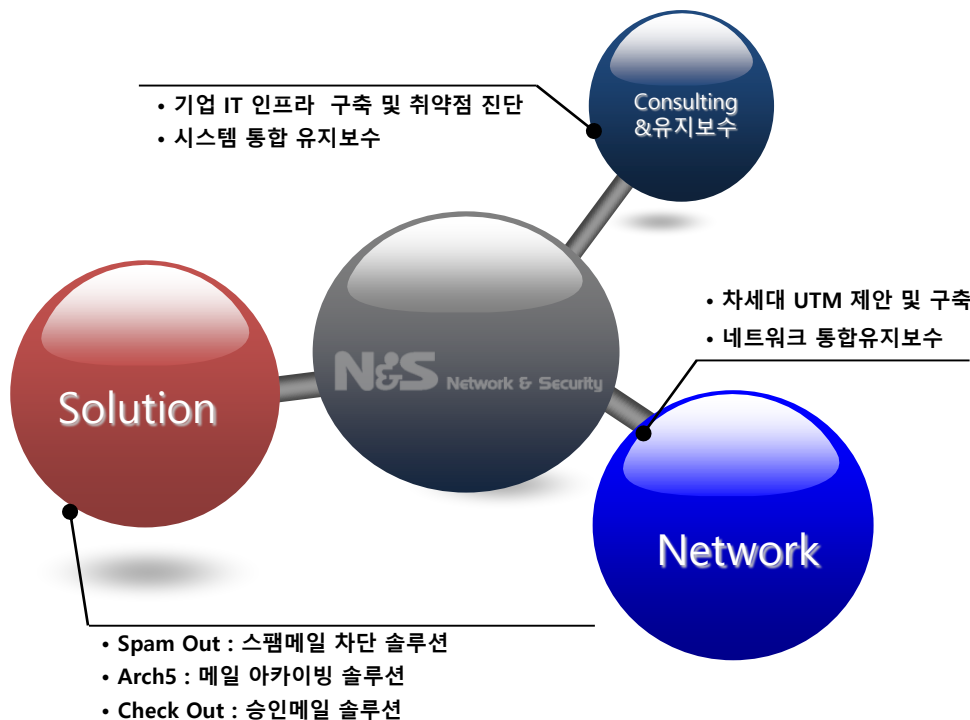 Consulting
&유지보수
• 기업 IT 인프라 구축 및 취약점 진단
• 시스템 통합 유지보수
• 차세대 UTM 제안 및 구축
• 네트워크 통합유지보수
N&S Network & Security
Solution
Network
• Spam Out : 스팸메일 차단 솔루션
• Arch5 : 메일 아카이빙 솔루션
• Check Out : 승인메일 솔루션